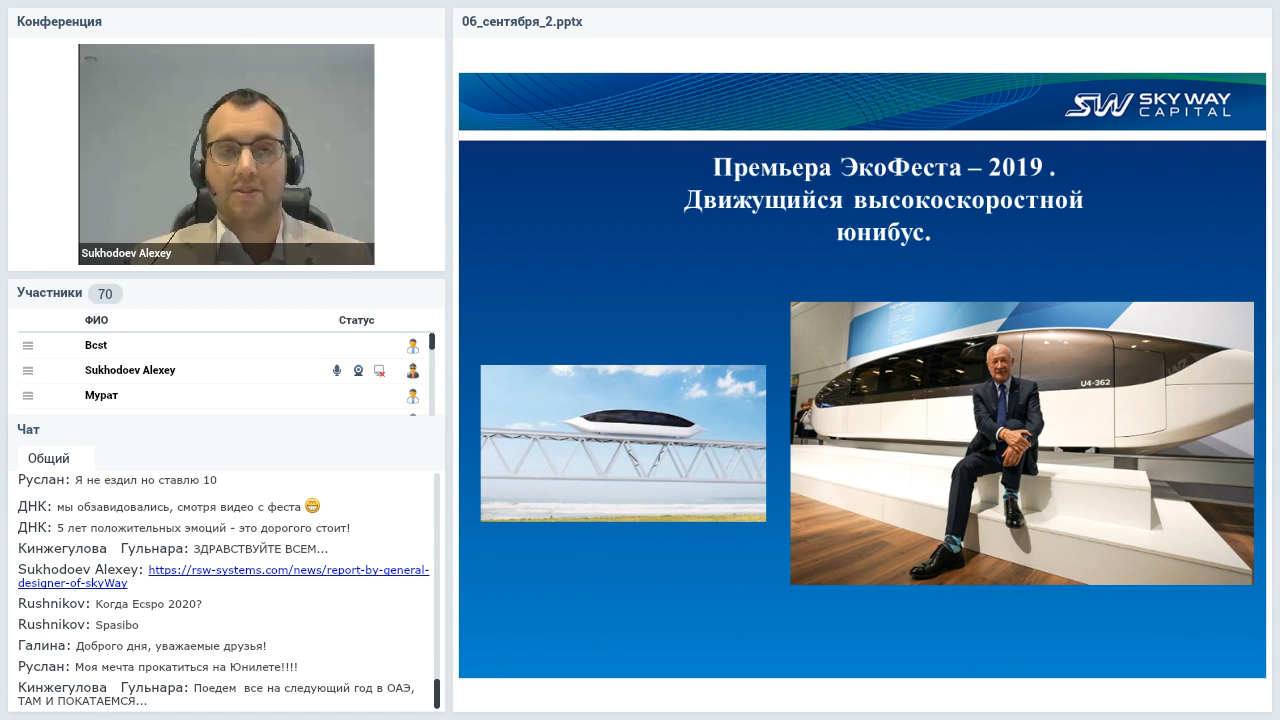 Конференция
Sukhodoev Alexey
Участники 70
ФИО Статус
Bcst
Sukhodoev Alexey
Мурат
Чат
Общий
Руслан: Я не ездил но ставлю 10
ДНК: мы обзавидовались, смотря видео с феста
ДНК: 5 лет положительных эмоций - это дорогого стоит!
Кинжегулова Гульнара: ЗДРАВСТВУЙТЕ ВСЕМ...
Sukhodoev Alexey: https://rsw-systems.com/news/report-by-general-
designer-of-skyWay
Rushnikov: Когда Ecspo 2020?
Rushnikov: Spasibo
Галина: Доброго дня, уважаемые друзья!
Руслан: Моя мечта прокатиться на Юнилете!!!!
Кинжегулова Гульнара: Поедем все на следующий год в ОАЭ,
ТАМ И ПОКАТАЕМСЯ...
06_сентября_2.pptx
SW SKY WAY
CAPITAL
Премьера ЭкоФеста – 2019 .
Движущийся высокоскоростной
юнибус.
U4-362